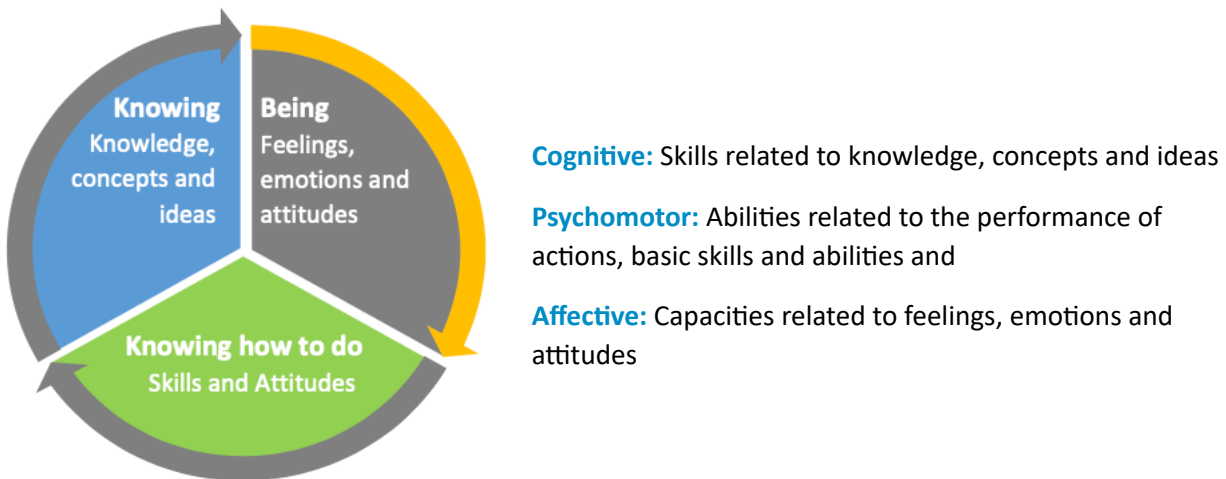 Knowing
Knowledge,
concepts and
ideas
Being
Feelings,
emotions and
attitudes
Knowing how to do
Skills and Attitudes
Cognitive: Skills related to knowledge, concepts and ideas
Psychomotor: Abilities related to the performance of
actions, basic skills and abilities and
Affective: Capacities related to feelings, emotions and
attitudes